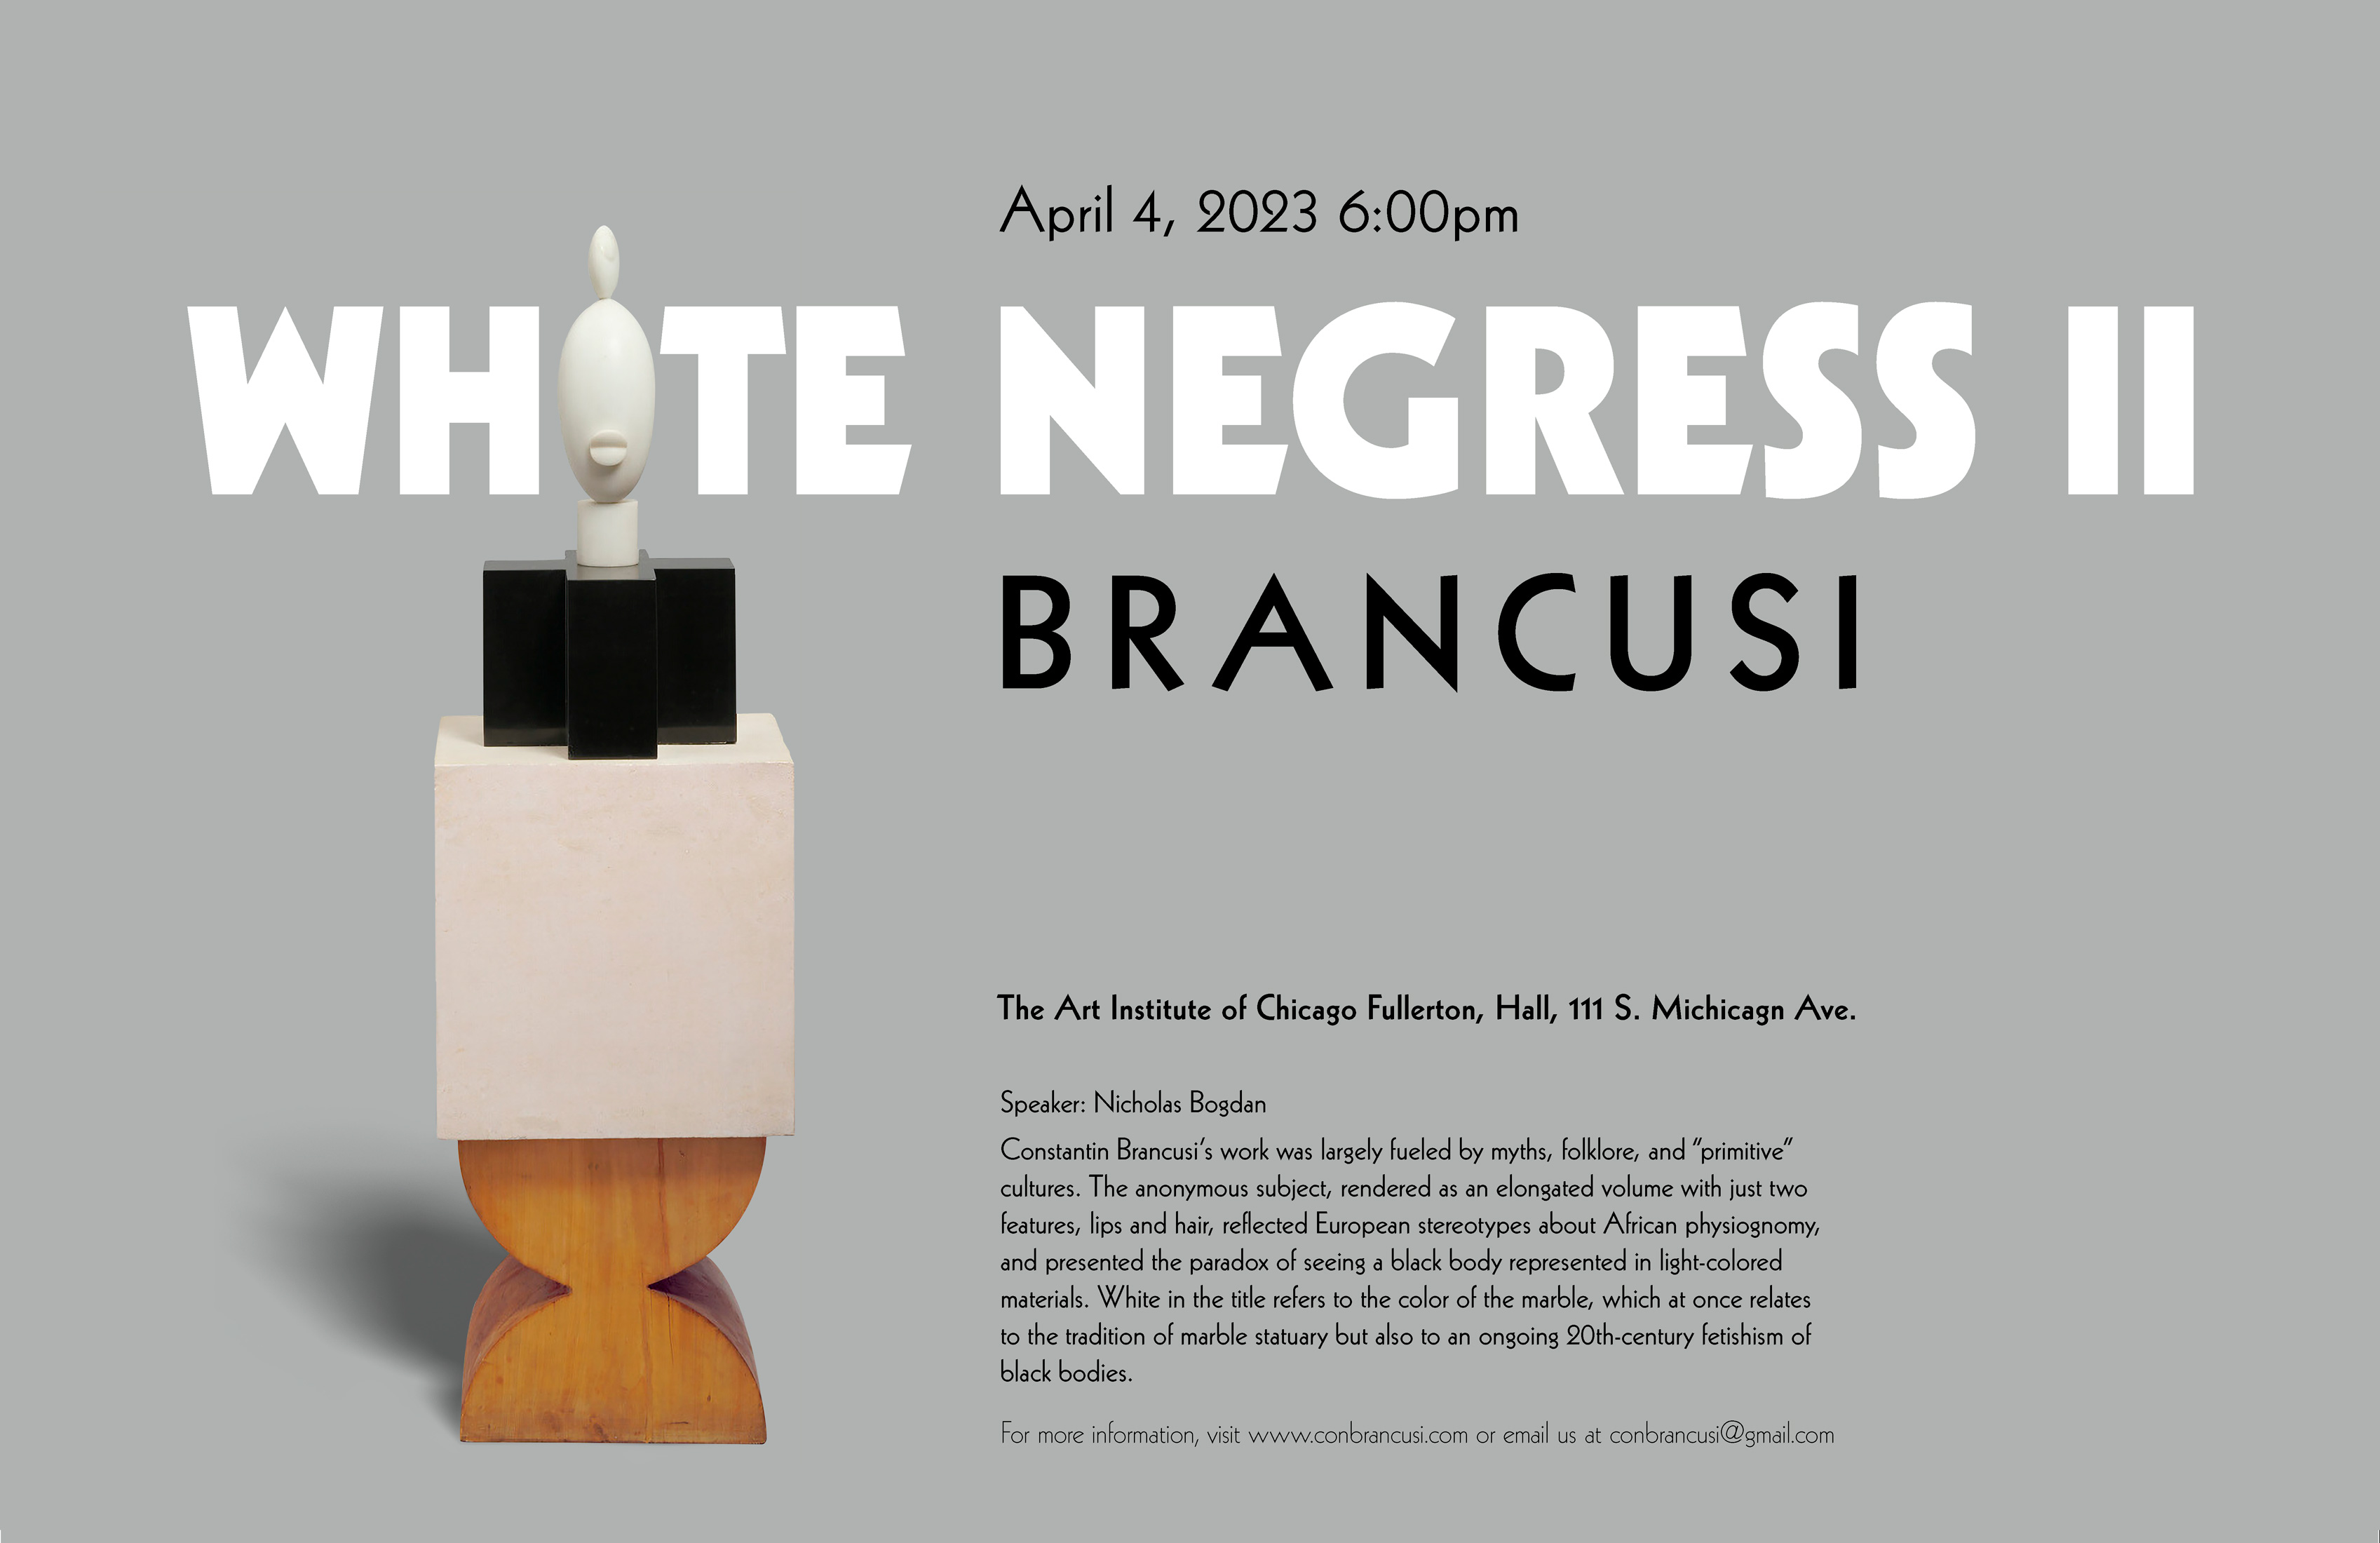 April 4, 2023 6:00pm
WHITE NEGRESS II
BRANCUSI
The Art Institute of Chicago Fullerton, Hall, 111 S. Michicagn Ave.
Speaker: Nicholas Bogdan
Constantin Brancusi's work was largely fueled by myths, folklore, and "primitive"
cultures. The anonymous subject, rendered as an elongated volume with just two
features, lips and hair, reflected European stereotypes about African physiognomy,
and presented the paradox of seeing a black body represented in light-colored
materials. White in the title refers to the color of the marble, which at once relates
to the tradition of marble statuary but also to an ongoing 20th-century fetishism of
black bodies.
For more information, visit www.conbrancusi.com or email us at conbrancusi@gmail.com